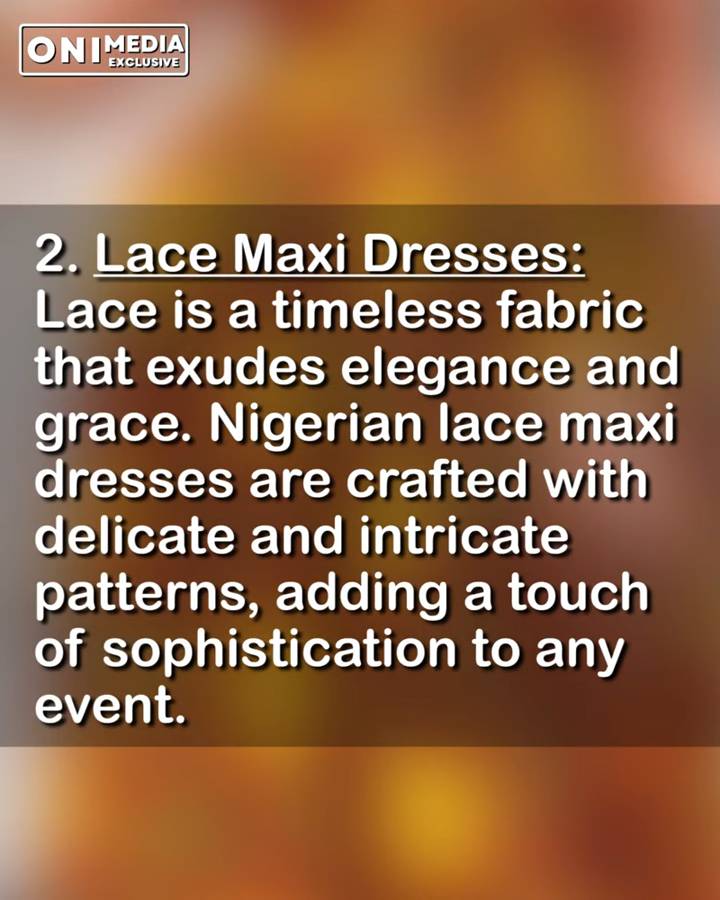 ONI MEDIA
EXCLUSIVE
2. Lace Maxi Dresses:
Lace is a timeless fabric
that exudes elegance and
grace. Nigerian lace maxi
dresses are crafted with
delicate and intricate
patterns, adding a touch
of sophistication to any
event.